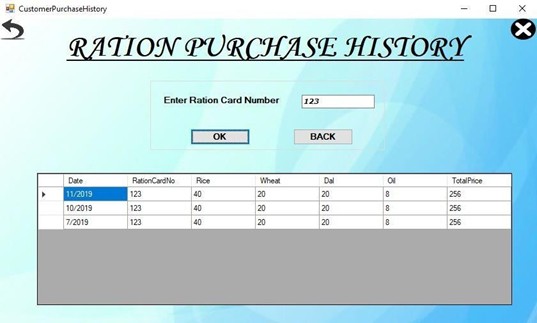 CustomerPurchaseHistory
RATION PURCHASE HISTORY
Enter Ration Card Number 123
OK BACK
Date RationCardNo Rice Wheat Dal Oil TotalPrice
11/2019 123 40 20 20 8 256
10/2019 123 40 20 20 8 256
7/2019 123 40 20 20 8 256